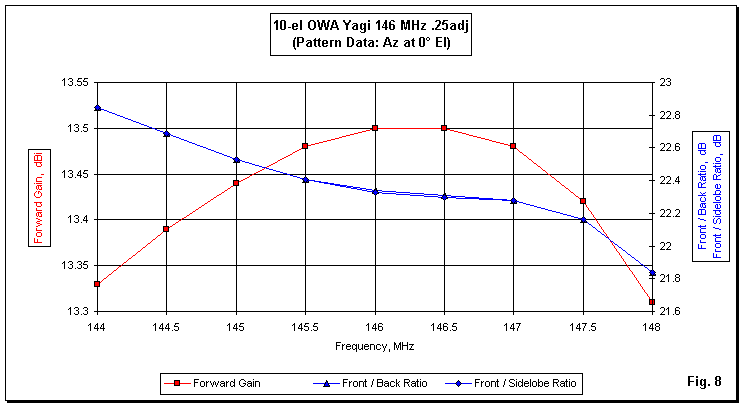 10-el OWA Yagi 146 MHz .25adj
(Pattern Data: Az at 0° El)
13.55
13.5
13.45
13.4
13.35
13.3
Forward Gain, dBi
23
22.8
22.6
22.4
22.2
22
21.8
21.6
Front / Back Ratio, dB
Front / Sidelobe Ratio, dB
144 144.5 145 145.5 146 146.5 147 147.5 148
Frequency, MHz
Forward Gain Front / Back Ratio Front / Sidelobe Ratio
Fig. 8